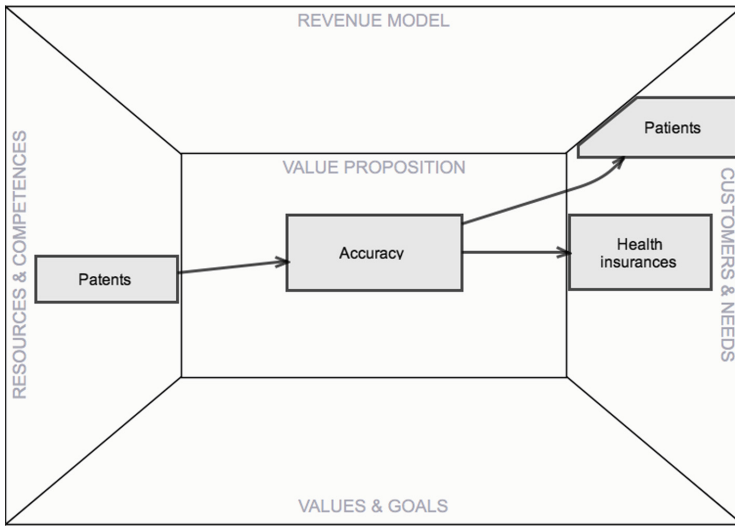 REVENUE MODEL
RESOURCES & COMPETENCES
VALUE PROPOSITION
CUSTOMERS & NEEDS
Patients
Accuracy
Health
insurances
Patents
VALUES & GOALS